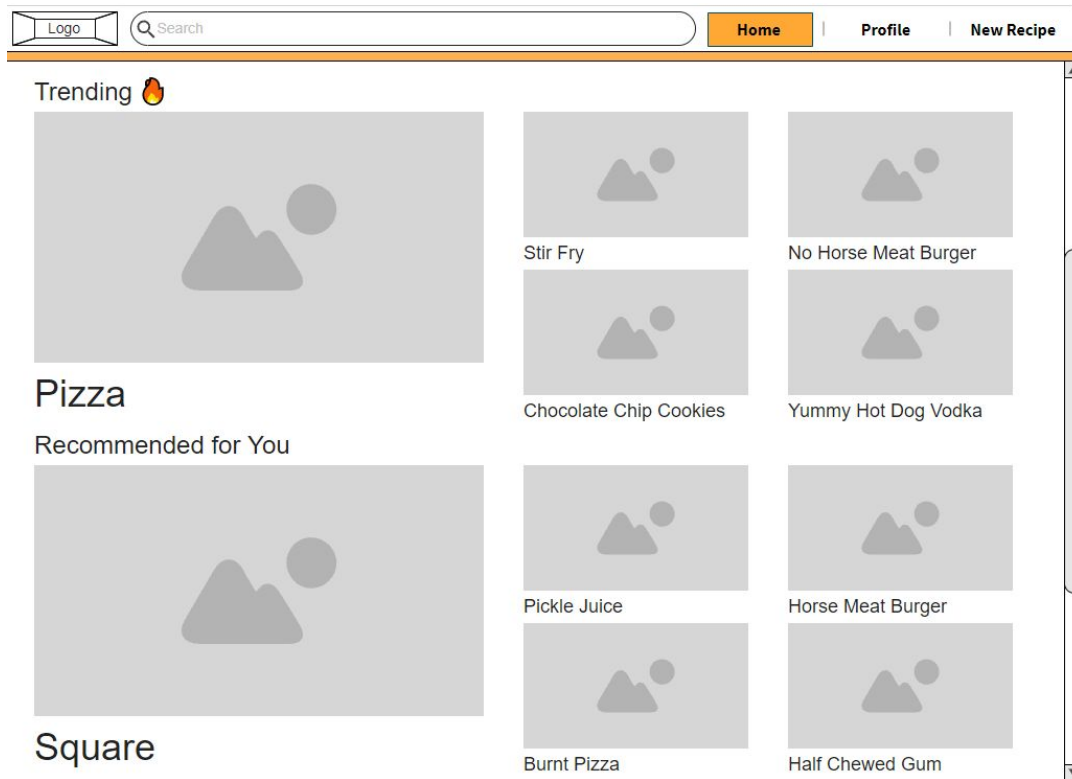 Logo
Search
Home | Profile | New Recipe
Trending 🔥
Pizza
Stir Fry
No Horse Meat Burger
Chocolate Chip Cookies
Yummy Hot Dog Vodka
Recommended for You
Square
Pickle Juice
Horse Meat Burger
Burnt Pizza
Half Chewed Gum